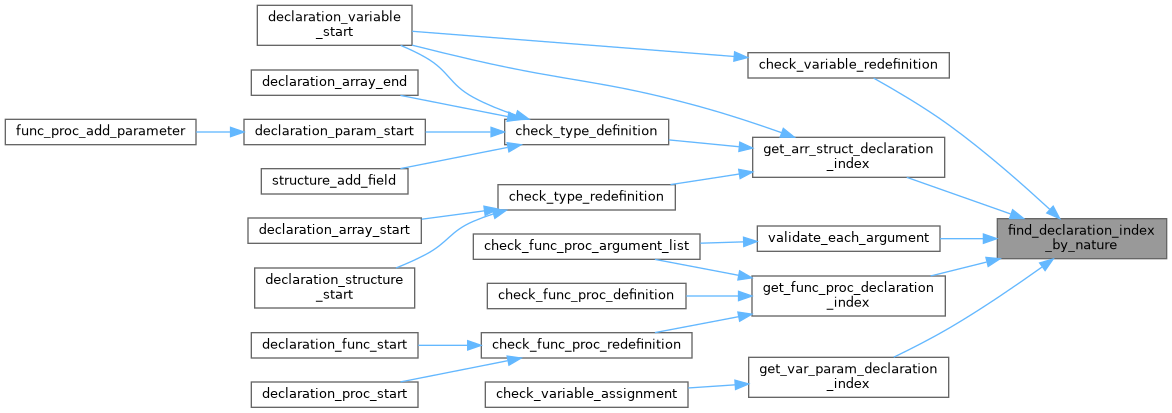 declaration_variable
_start
check_variable_redefinition
declaration_array_end
func_proc_add_parameter
declaration_param_start
check_type_definition
get_arr_struct_declaration
_index
structure_add_field
check_type_redefinition
declaration_array_start
find_declaration_index
_by_nature
check_func_proc_argument_list
validate_each_argument
declaration_structure
_start
check_func_proc_definition
get_func_proc_declaration
_index
declaration_func_start
check_func_proc_redefinition
get_var_param_declaration
_index
declaration_proc_start
check_variable_assignment